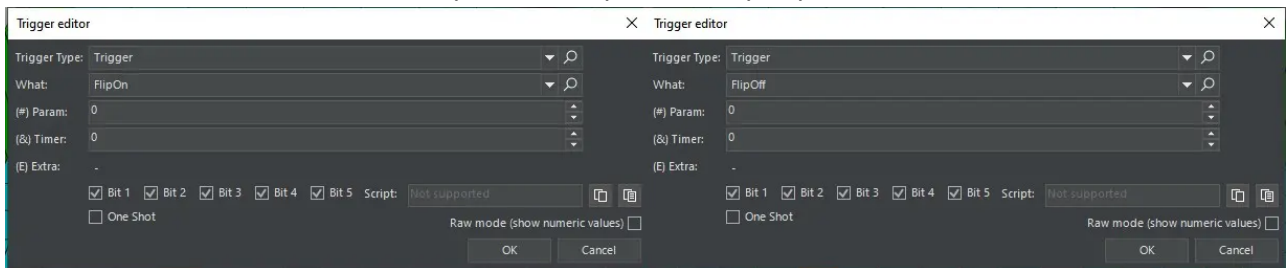 Trigger editor
Trigger Type: Trigger
What: FlipOn
(#) Param: 0
(&) Timer: 0
(E) Extra: -
Bit 1 Bit 2 Bit 3 Bit 4 Bit 5 Script: Not supported
One Shot
Raw mode (show numeric values)
OK Cancel
Trigger editor
Trigger Type: Trigger
What: FlipOff
(#) Param: 0
(&) Timer: 0
(E) Extra: -
Bit 1 Bit 2 Bit 3 Bit 4 Bit 5 Script: Not supported
One Shot
Raw mode (show numeric values)
OK Cancel